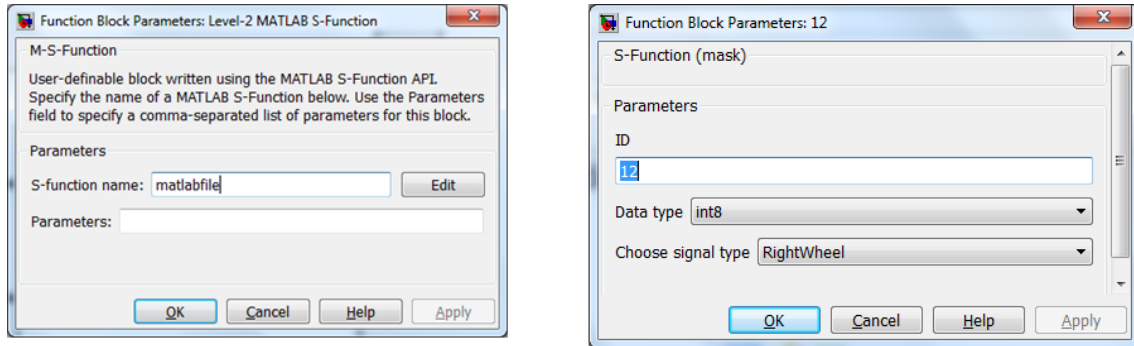 Function Block Parameters: Level-2 MATLAB S-Function
M-S-Function
User-definable block written using the MATLAB S-Function API.
Specify the name of a MATLAB S-Function below. Use the Parameters
field to specify a comma-separated list of parameters for this block.
Parameters
S-function name: matlabfile Edit
Parameters:
OK Cancel Help Apply
Function Block Parameters: 12
S-Function (mask)
Parameters
ID
12
Data type int8
Choose signal type RightWheel
OK Cancel Help Apply